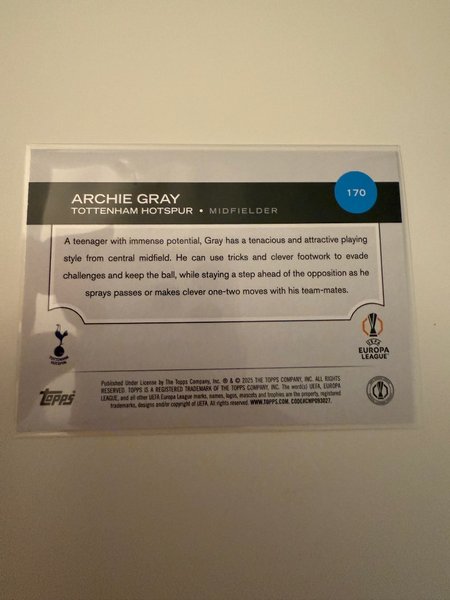 170
ARCHIE GRAY
TOTTENHAM HOTSPUR • MIDFIELDER
A teenager with immense potential, Gray has a tenacious and attractive playing
style from central midfield. He can use tricks and clever footwork to evade
challenges and keep the ball, while staying a step ahead of the opposition as he
sprays passes or makes clever one-two moves with his team-mates.
TOTTENHAM
HOTSPUR
UEFA
EUROPA
LEAGUE
Topps
Published Under License by The Topps Company, Inc. ® & © 2025 THE TOPPS COMPANY, INC. ALL RIGHTS
RESERVED. TOPPS IS A REGISTERED TRADEMARK OF THE TOPPS COMPANY, INC. The word(s) UEFA, EUROPA
LEAGUE, and all other UEFA Europa League marks, names, logos, mascots and trophies are the property, registered
trademarks, designs and/or copyright of UEFA. All rights reserved. WWW.TOPPS.COM. CODE#CMP093027.